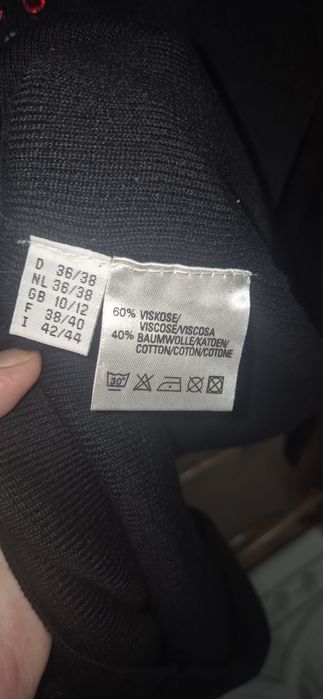 D 36/38
NL 36/38
GB 10/12
F 38/40
I 42/44
60% VISKOSE/
VISCOSE/VISCOSA
40% BAUMWOLLE/KATOEN/
COTTON/COTON/COTONE
30°